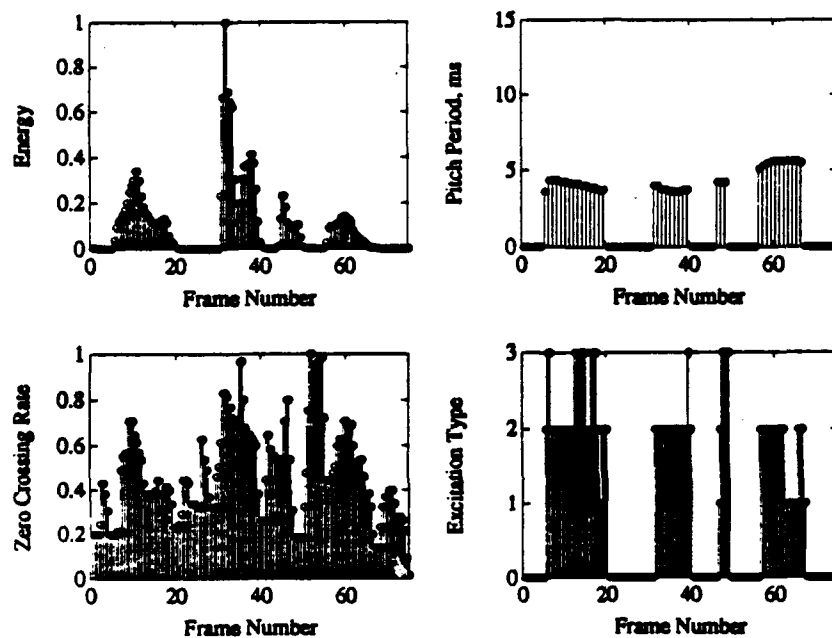 1
0.8
0.6
0.4
0.2
0
Energy
0 20 40 60
Frame Number
15
10
5
0
Pitch Period, ms
0 20 40 60
Frame Number
1
0.8
0.6
0.4
0.2
0
Zero Crossing Rate
0 20 40 60
Frame Number
3
2
1
0
Excitation Type
0 20 40 60
Frame Number